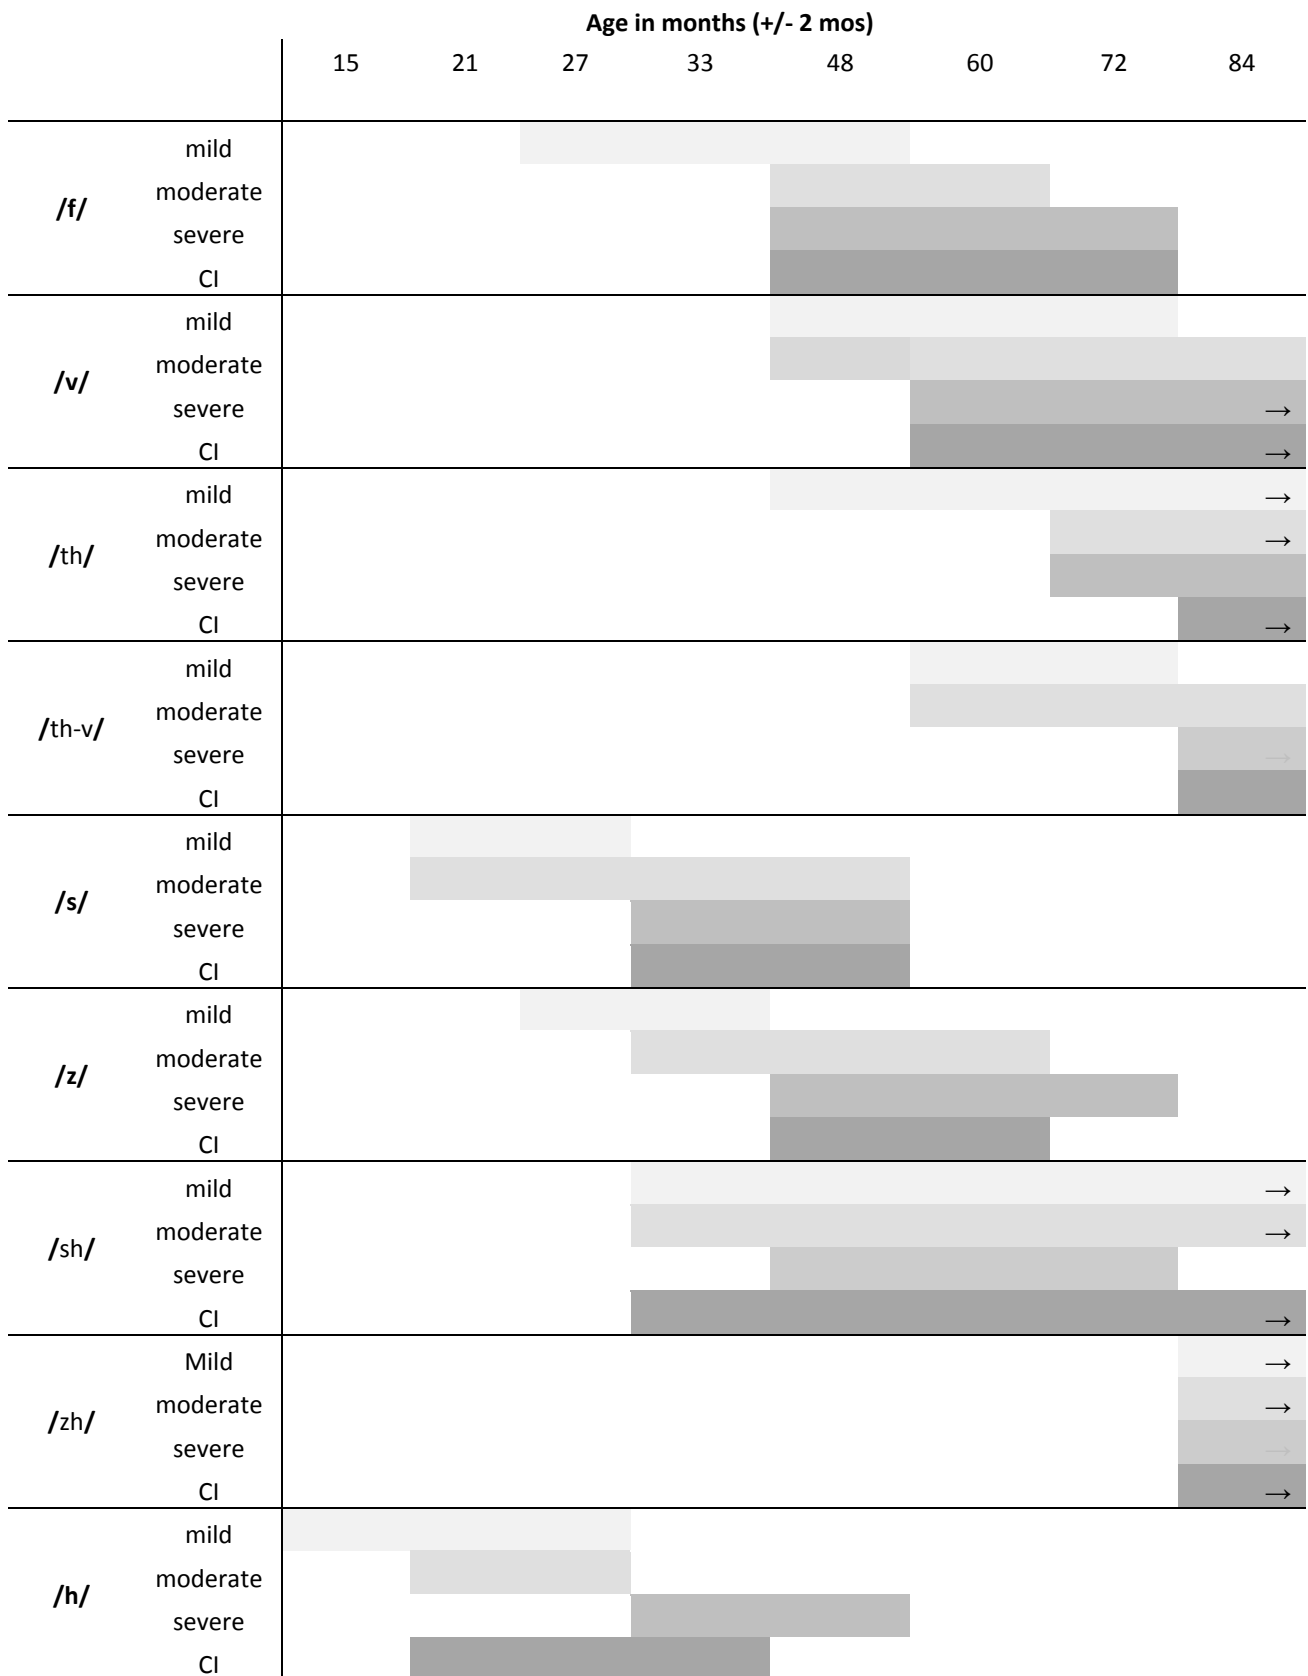 Age in months (+/- 2 mos)
15 21 27 33 48 60 72 84
/f/
mild
moderate
severe
CI
/v/
mild
moderate
severe →
CI →
/th/
mild →
moderate →
severe
CI →
/th-v/
mild
moderate
severe →
CI
/s/
mild
moderate
severe
CI
/z/
mild
moderate
severe
CI
/sh/
mild →
moderate →
severe
CI →
/zh/
Mild →
moderate →
severe →
CI →
/h/
mild
moderate
severe
CI